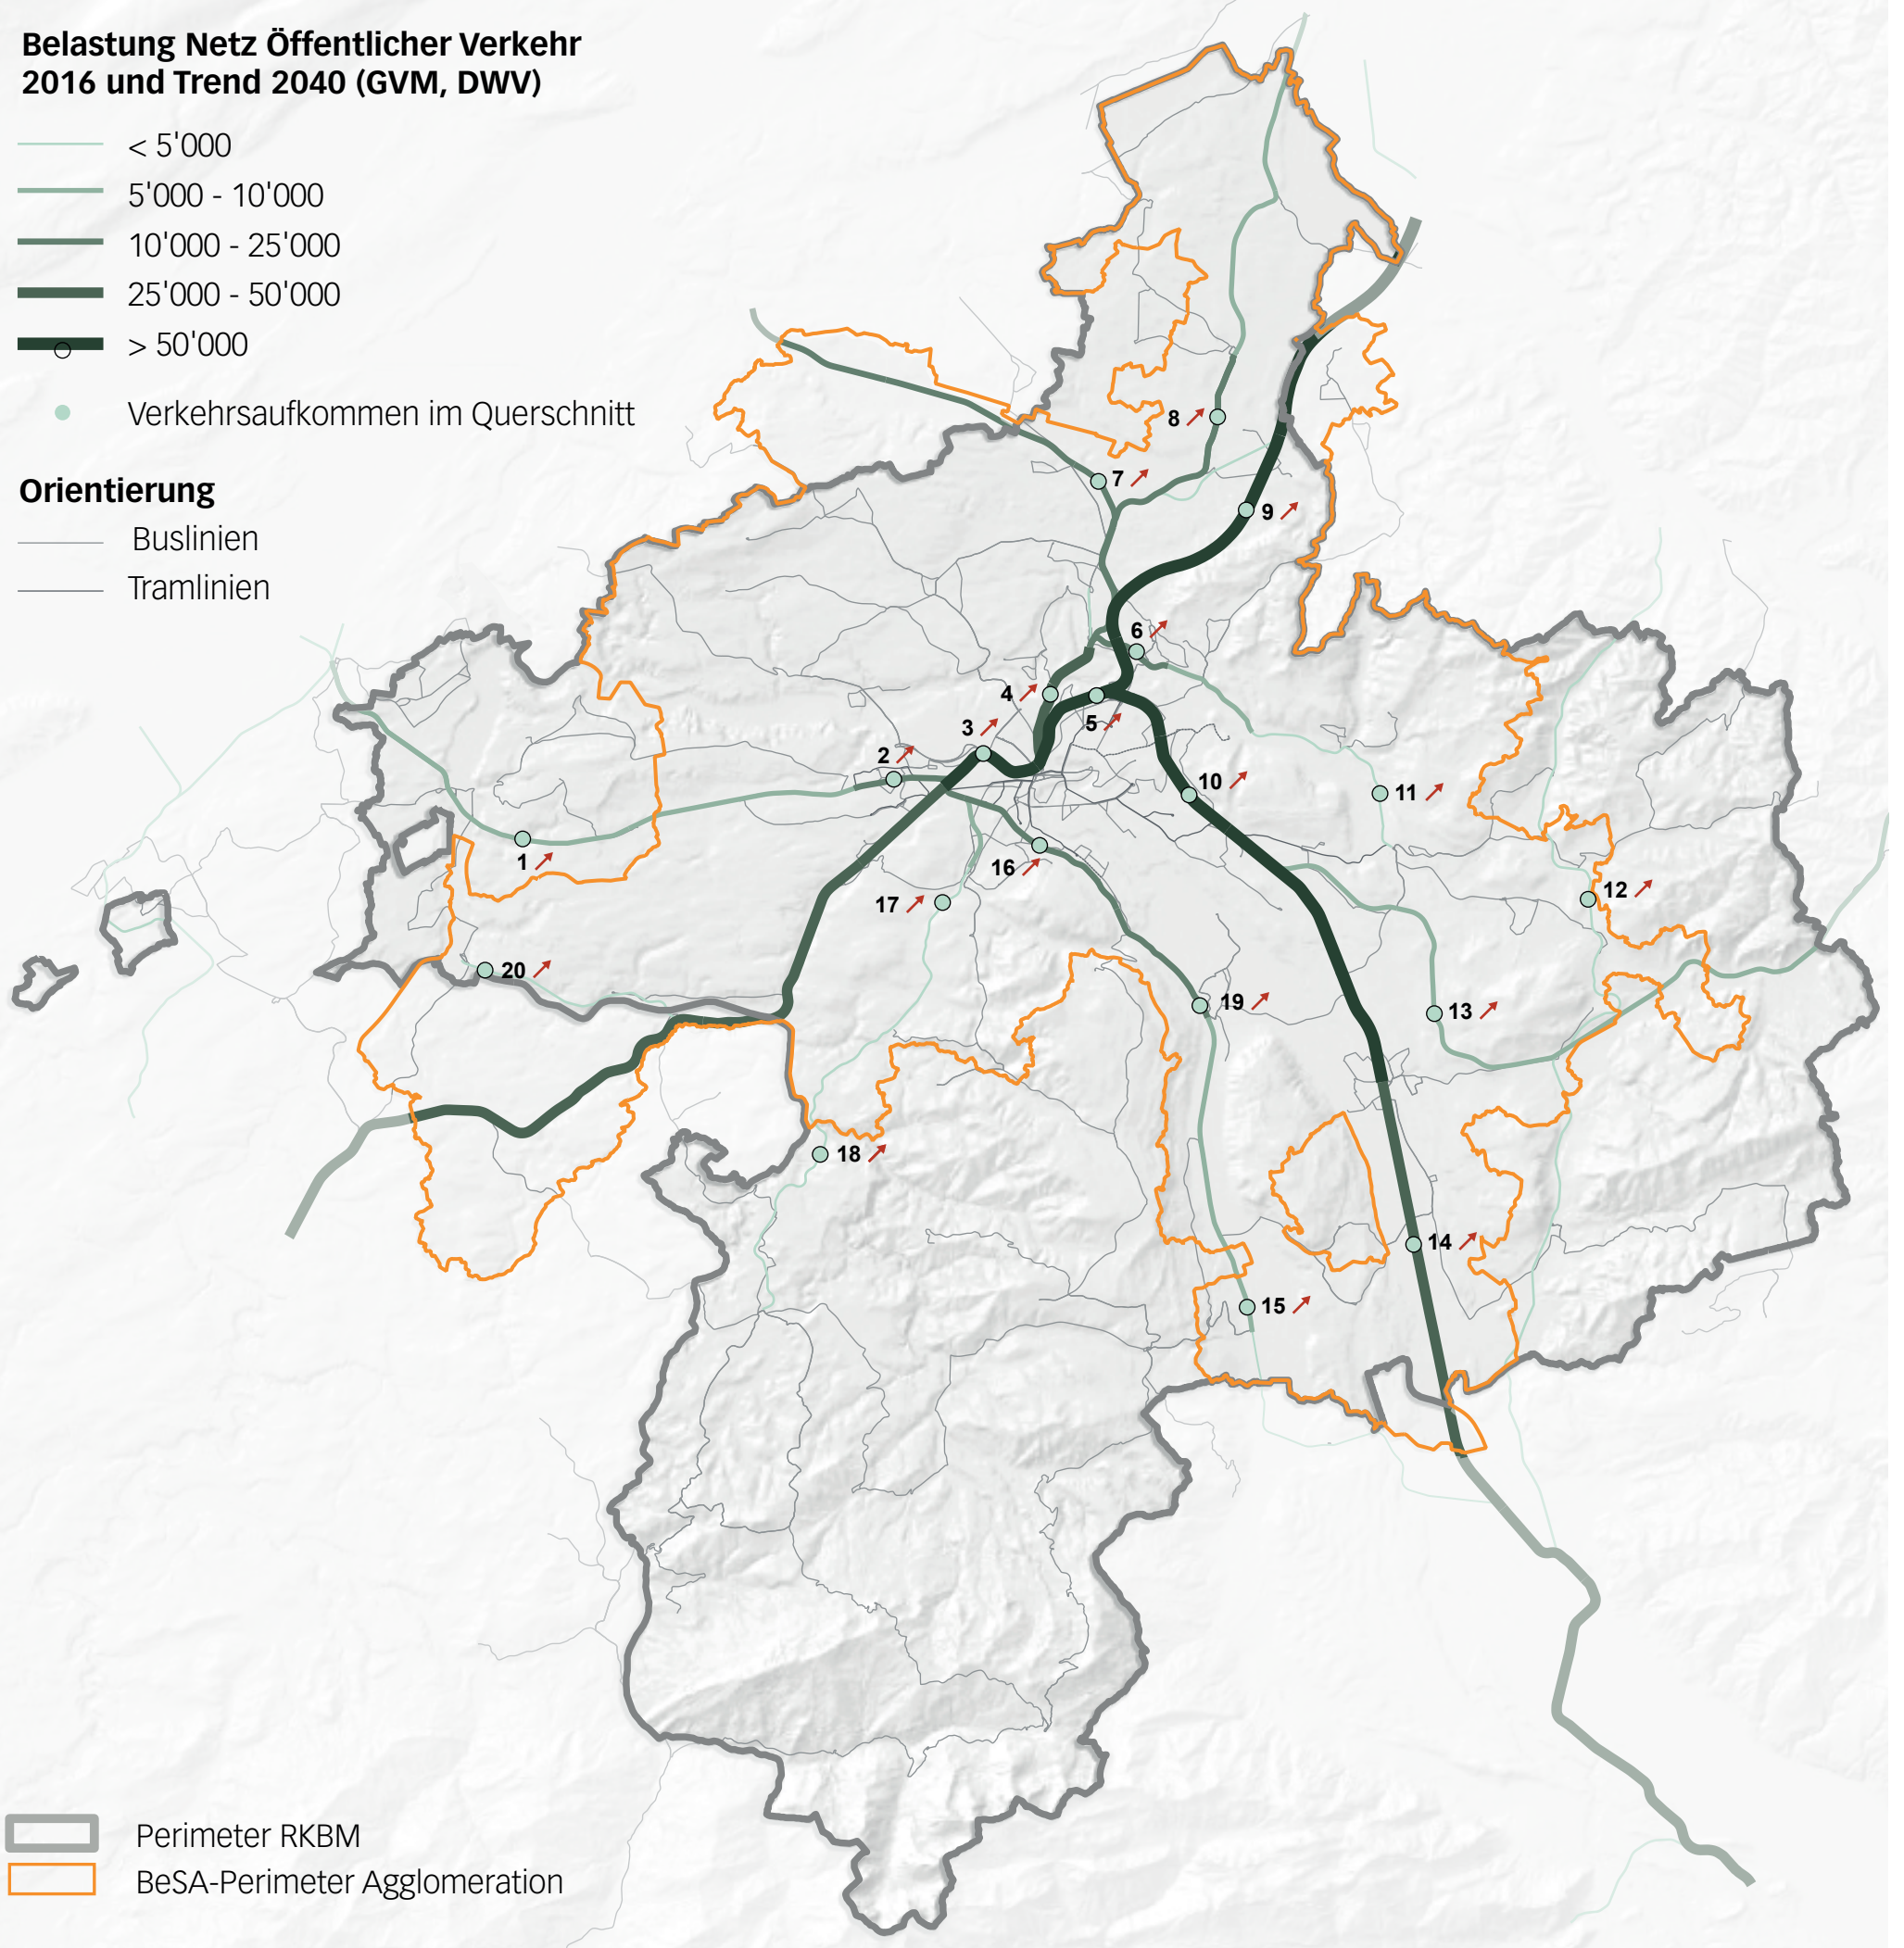 Belastung Netz Öffentlicher Verkehr
2016 und Trend 2040 (GVM, DWV)
< 5'000
5'000 - 10'000
10'000 - 25'000
25'000 - 50'000
> 50'000
Verkehrsaufkommen im Querschnitt
Orientierung
Buslinien
Tramlinien
8
7
9
6
4
5
3
2
10
11
1
16
17
12
20
19
13
18
14
15
Perimeter RKBM
BeSA-Perimeter Agglomeration